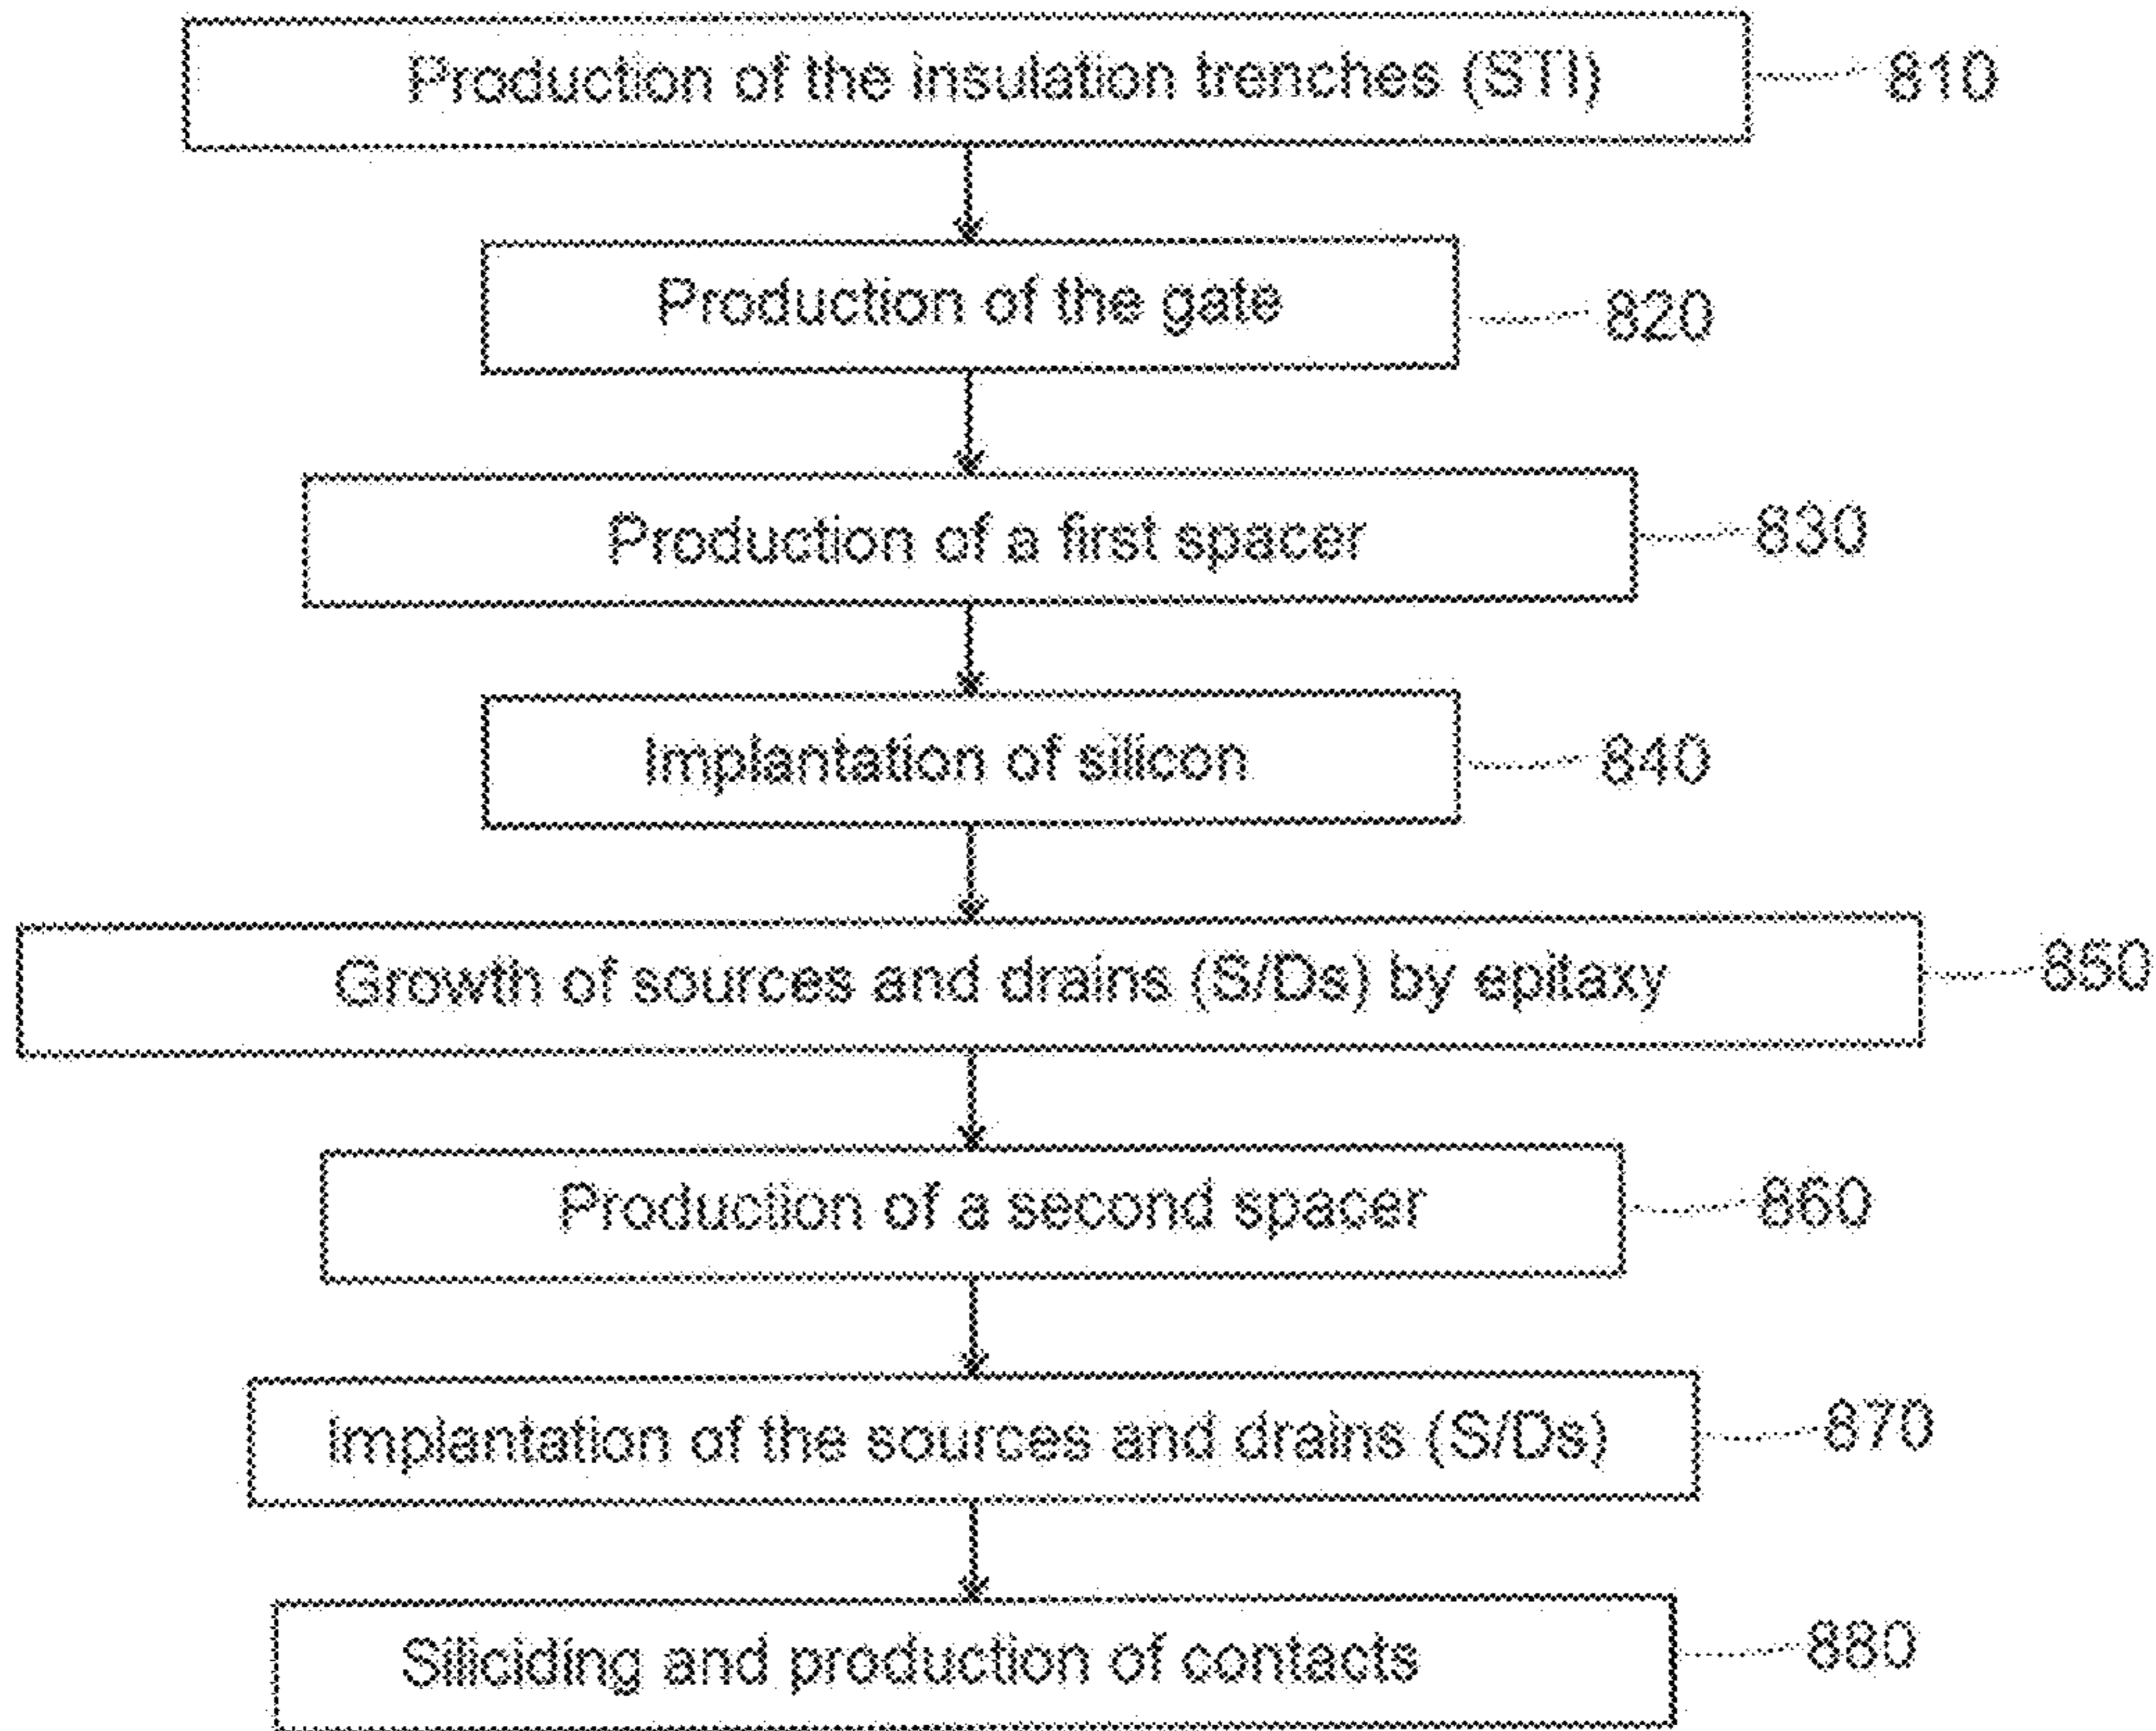 Production of the insulation trenches (STI) 810
Production of the gate 820
Production of a first spacer 830
Implantation of silicon 840
Growth of sources and drains (S/Ds) by epitaxy 850
Production of a second spacer 860
Implantation of the sources and drains (S/Ds) 870
Siliciding and production of contacts 880